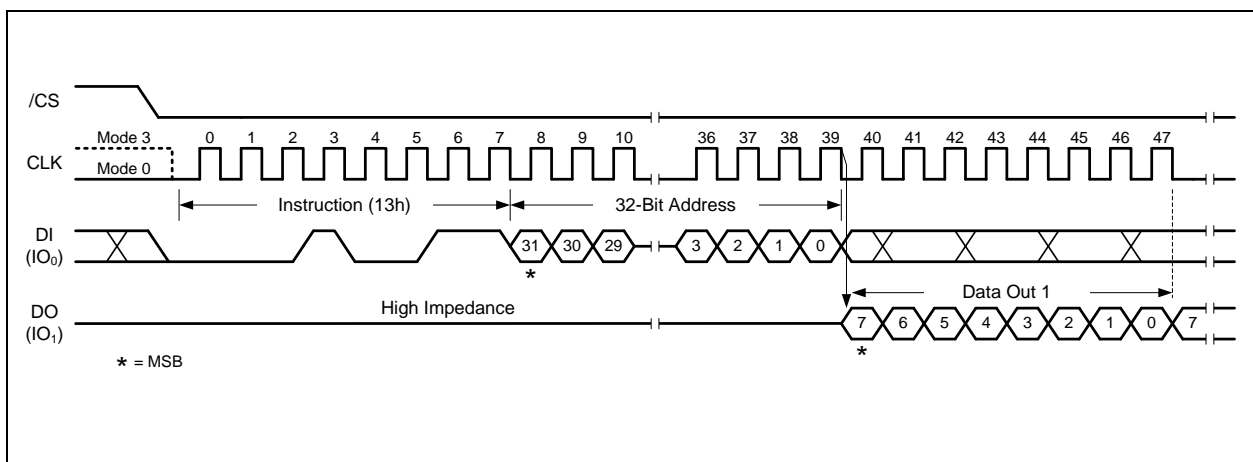 /CS
Mode 3 0 1 2 3 4 5 6 7 8 9 10 36 37 38 39 40 41 42 43 44 45 46 47
CLK
Mode 0
Instruction (13h) 32-Bit Address
DI
(IO0)
31 30 29 3 2 1 0
*
High Impedance Data Out 1
DO
(IO1)
7 6 5 4 3 2 1 0 7
*
* = MSB